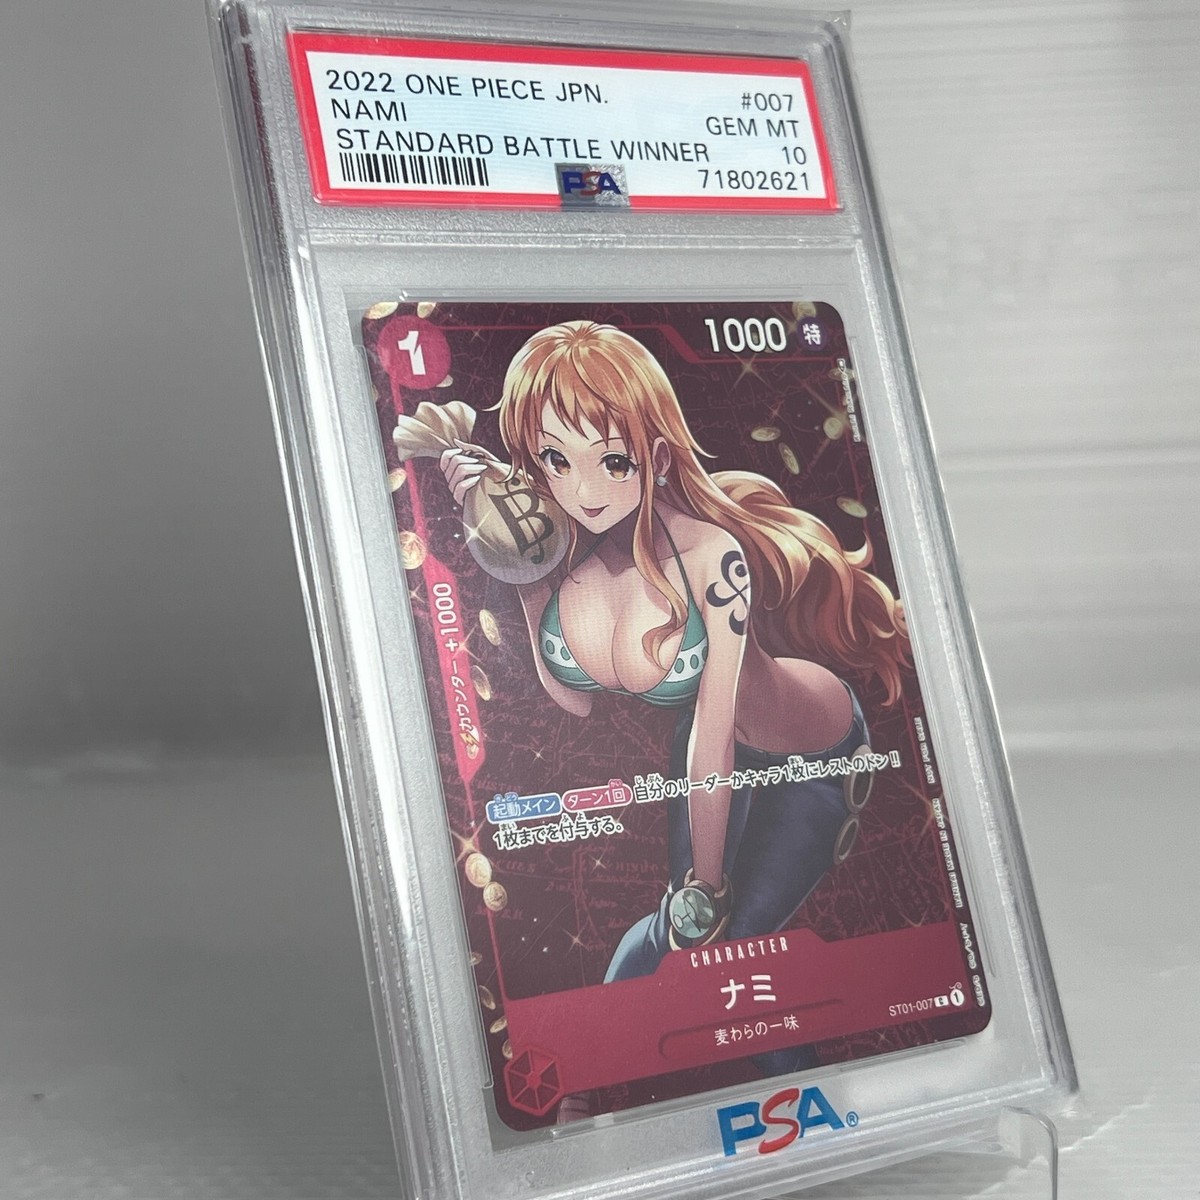 2022 ONE PIECE JPN.
#007
NAMI
GEM MT
STANDARD BATTLE WINNER
10
PSA
71802621
1
1000
特
B
カウンター +1000
起動メイン ターン1回 自分のリーダーかキャラ1枚にレストのドン!!
1枚までを付与する。
CHARACTER
ナミ
麦わらの一味
ST01-007 C 1
PSA®